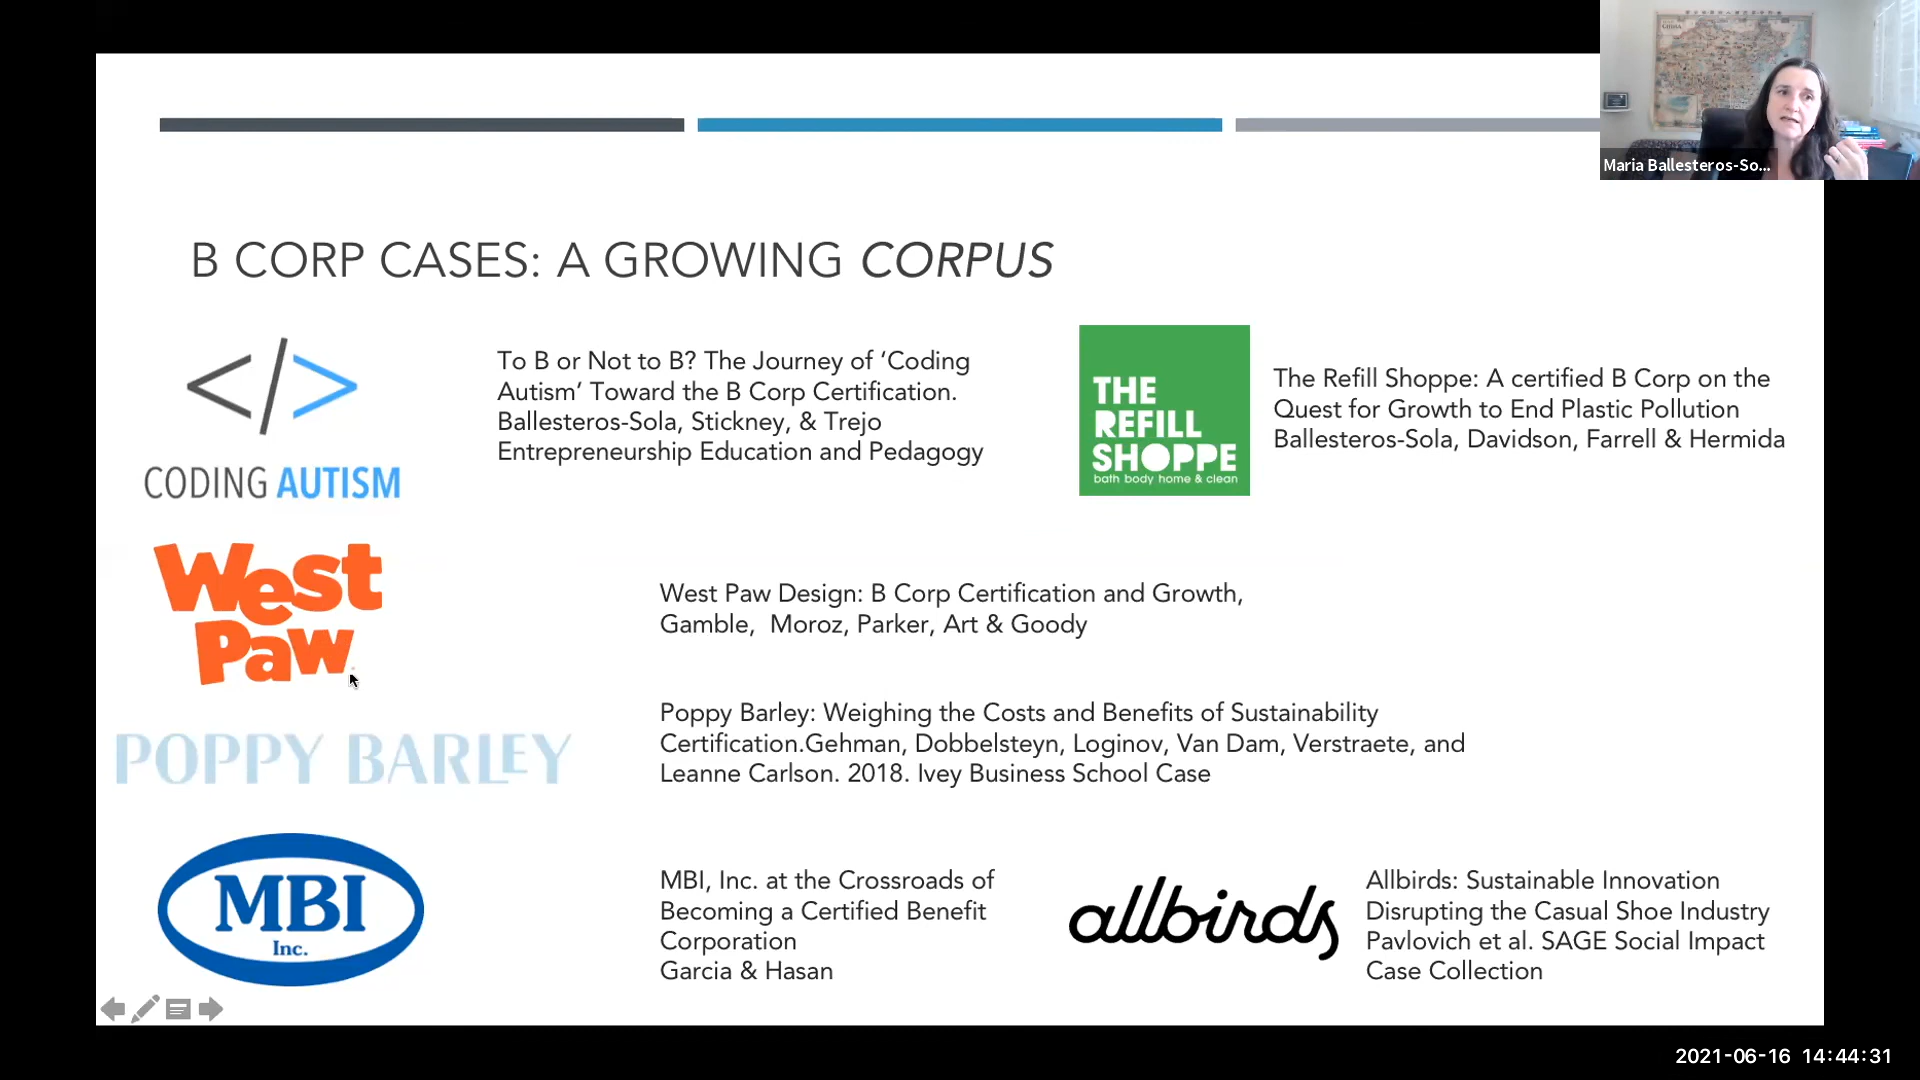 Maria Ballesteros-So...
B CORP CASES: A GROWING CORPUS
</>
CODING AUTISM
To B or Not to B? The Journey of ‘Coding
Autism’ Toward the B Corp Certification.
Ballesteros-Sola, Stickney, & Trejo
Entrepreneurship Education and Pedagogy
THE
REFILL
SHOPPE
bath body home & clean
The Refill Shoppe: A certified B Corp on the
Quest for Growth to End Plastic Pollution
Ballesteros-Sola, Davidson, Farrell & Hermida
West
Paw
West Paw Design: B Corp Certification and Growth,
Gamble,  Moroz, Parker, Art & Goody
POPPY BARLEY
Poppy Barley: Weighing the Costs and Benefits of Sustainability
Certification.Gehman, Dobbelsteyn, Loginov, Van Dam, Verstraete, and
Leanne Carlson. 2018. Ivey Business School Case
MBI
Inc.
MBI, Inc. at the Crossroads of
Becoming a Certified Benefit
Corporation
Garcia & Hasan
allbirds
Allbirds: Sustainable Innovation
Disrupting the Casual Shoe Industry
Pavlovich et al. SAGE Social Impact
Case Collection
2021-06-16 14:44:31